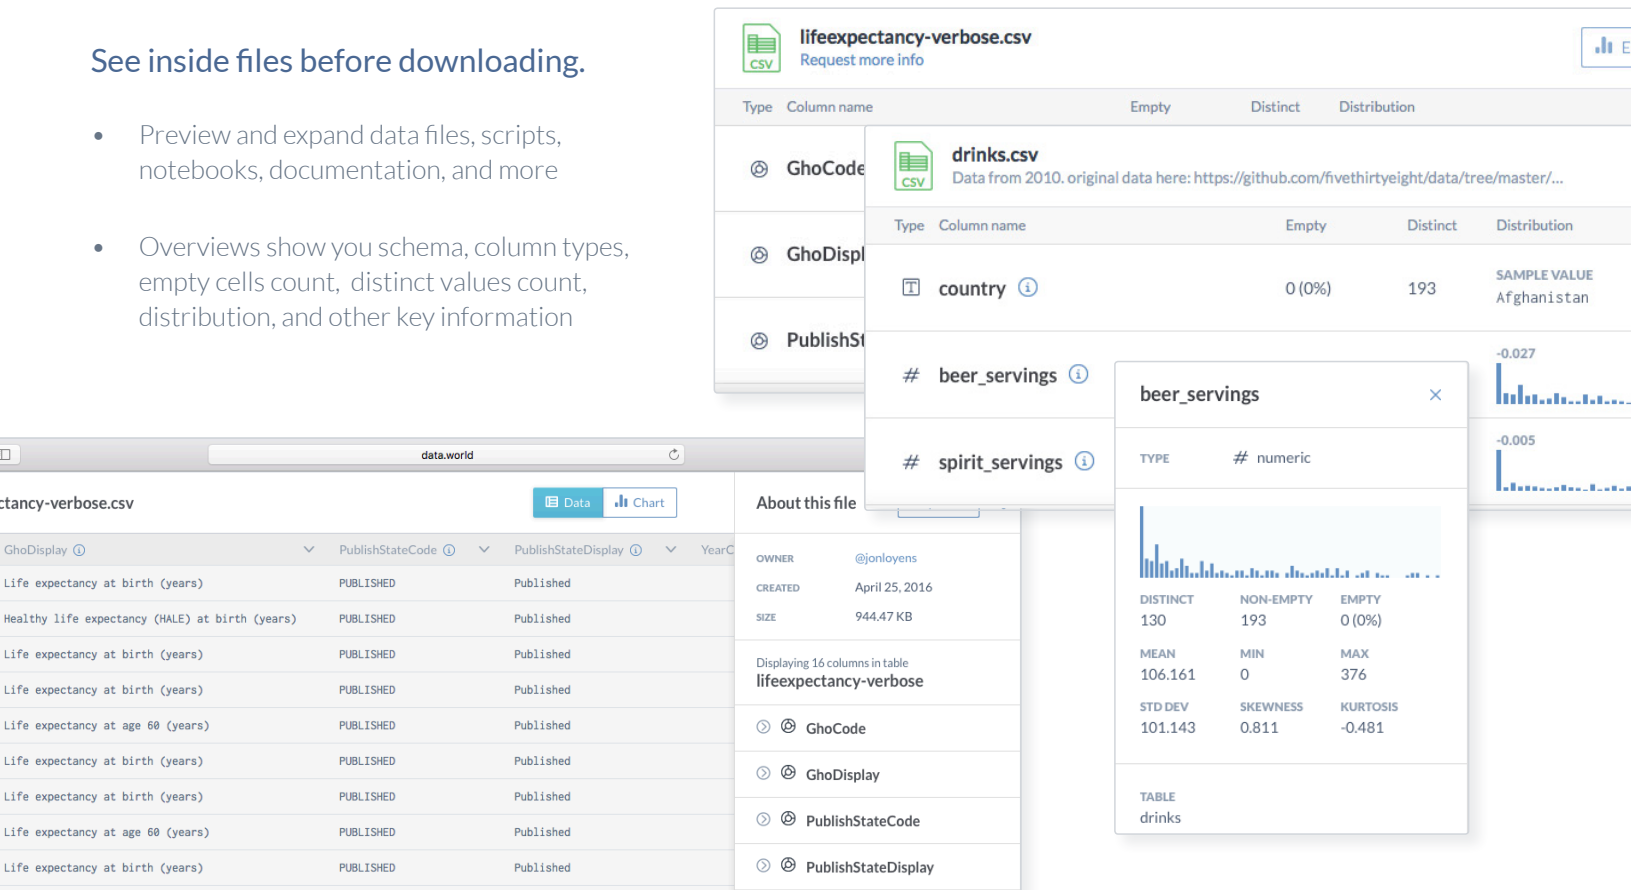 See inside files before downloading.
• Preview and expand data files, scripts,
notebooks, documentation, and more
• Overviews show you schema, column types,
empty cells count,  distinct values count,
distribution, and other key information
CSV
lifeexpectancy-verbose.csv
Request more info
E
Type Column name Empty Distinct Distribution
GhoCode
GhoDispl
PublishSt
CSV
drinks.csv
Data from 2010. original data here: https://github.com/fivethirtyeight/data/tree/master/...
Type Column name Empty Distinct Distribution
T country 0 (0%) 193
SAMPLE VALUE
Afghanistan
# beer_servings
-0.027
# spirit_servings
-0.005
beer_servings
TYPE # numeric
DISTINCT NON-EMPTY EMPTY
130 193 0 (0%)
MEAN MIN MAX
106.161 0 376
STD DEV SKEWNESS KURTOSIS
101.143 0.811 -0.481
TABLE
drinks
data.world
ctancy-verbose.csv
Data Chart
GhoDisplay PublishStateCode PublishStateDisplay YearC
Life expectancy at birth (years) PUBLISHED Published
Healthy life expectancy (HALE) at birth (years) PUBLISHED Published
Life expectancy at birth (years) PUBLISHED Published
Life expectancy at birth (years) PUBLISHED Published
Life expectancy at age 60 (years) PUBLISHED Published
Life expectancy at birth (years) PUBLISHED Published
Life expectancy at birth (years) PUBLISHED Published
Life expectancy at age 60 (years) PUBLISHED Published
Life expectancy at birth (years) PUBLISHED Published
About this file
OWNER @jonloyens
CREATED April 25, 2016
SIZE 944.47 KB
Displaying 16 columns in table
lifeexpectancy-verbose
GhoCode
GhoDisplay
PublishStateCode
PublishStateDisplay